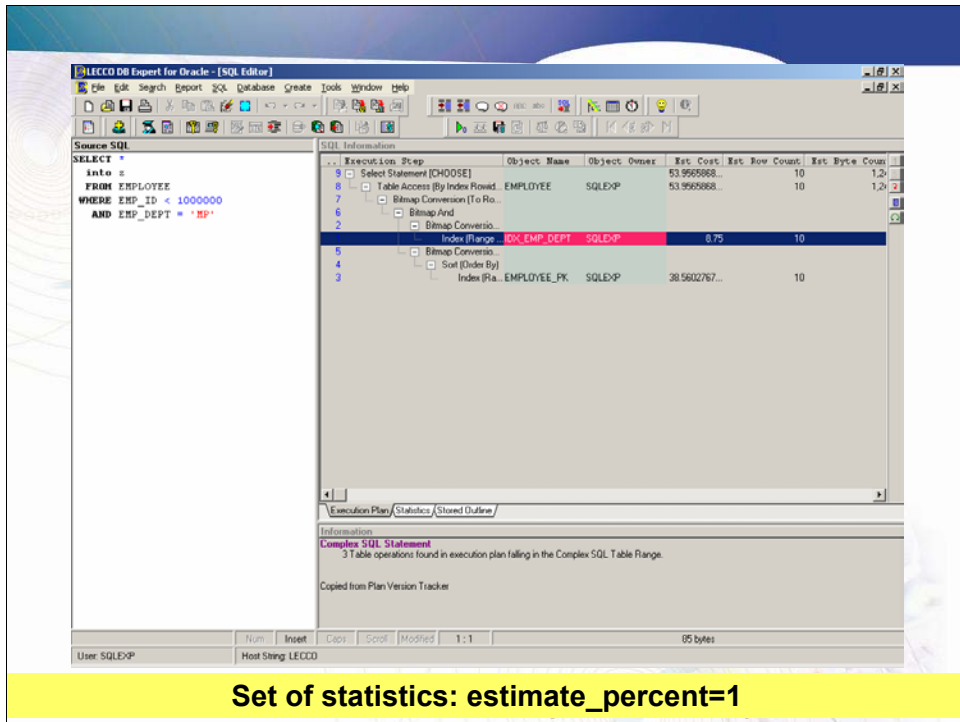 LECCO DB Expert for Oracle - [SQL Editor]
File Edit Search Report SQL Database Create Tools Window Help
Source SQL
SELECT *
into z
FROM EMPLOYEE
WHERE EMP_ID < 1000000
AND EMP_DEPT = 'MP'
SQL Information
.. Execution Step Object Name Object Owner Est Cost Est Row Count Est Byte Coun
9 Select Statement [CHOOSE] 53.9565868... 10 1,2
8 Table Access (By Index Rowid... EMPLOYEE SQLEXP 53.9565868... 10 1,2
7 Bitmap Conversion (To Ro...
6 Bitmap And
2 Bitmap Conversio...
Index (Range ... IDX_EMP_DEPT SQLEXP 8.75 10
5 Bitmap Conversio...
4 Sort (Order By)
3 Index (Ra... EMPLOYEE_PK SQLEXP 38.5602767... 10
Execution Plan Statistics Stored Outline
Information
Complex SQL Statement
3 Table operations found in execution plan falling in the Complex SQL Table Range.
Copied from Plan Version Tracker
Num Insert Caps Scroll Modified 1:1 85 bytes
User: SQLEXP Host String: LECCO
Set of statistics: estimate_percent=1